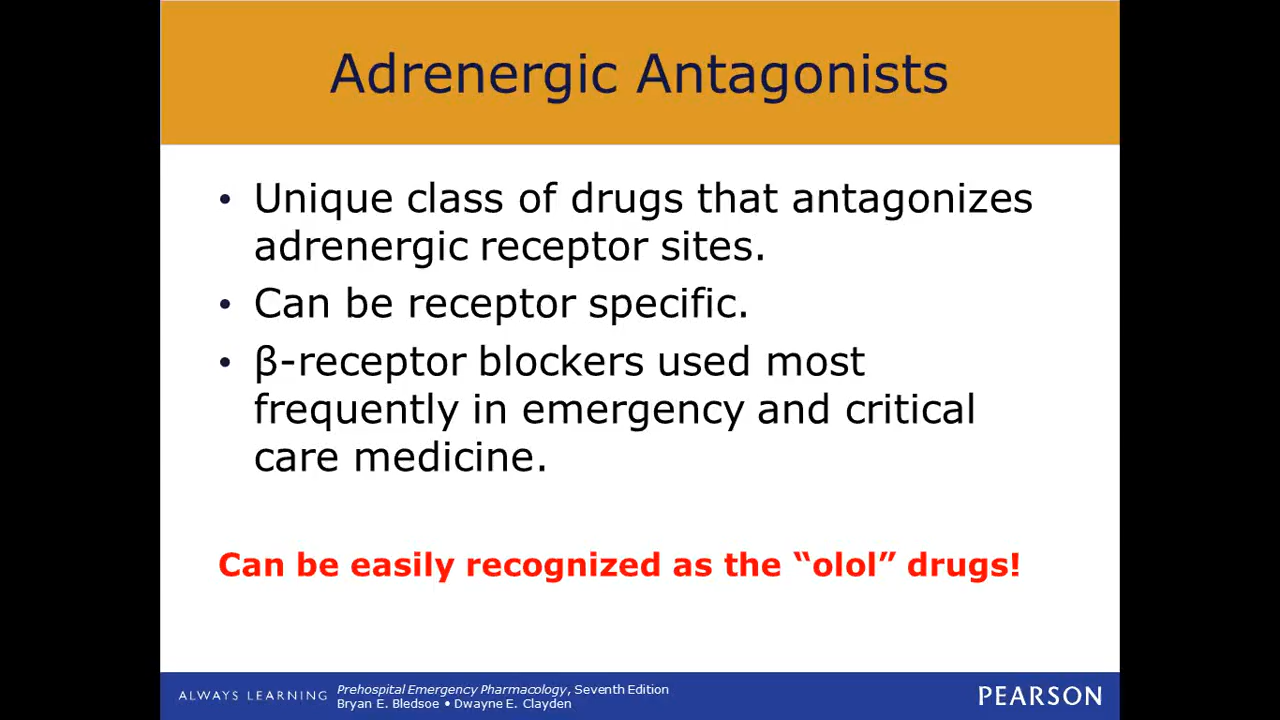 Adrenergic Antagonists
• Unique class of drugs that antagonizes
adrenergic receptor sites.
• Can be receptor specific.
• β-receptor blockers used most
frequently in emergency and critical
care medicine.
Can be easily recognized as the “olol” drugs!
ALWAYS LEARNING
Prehospital Emergency Pharmacology, Seventh Edition
Bryan E. Bledsoe • Dwayne E. Clayden
PEARSON